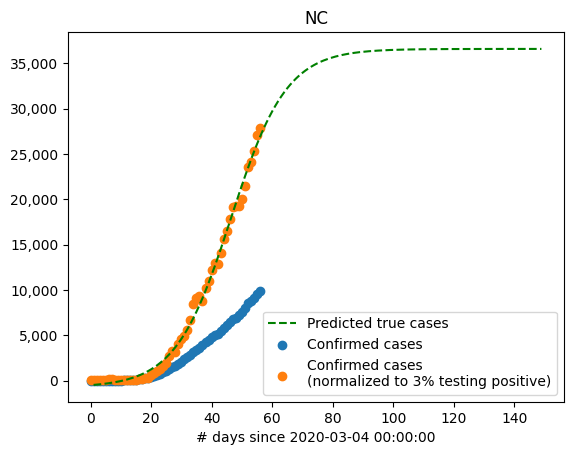 NC
35,000
30,000
25,000
20,000
15,000
10,000
5,000
0
Predicted true cases
Confirmed cases
Confirmed cases
(normalized to 3% testing positive)
0 20 40 60 80 100 120 140
# days since 2020-03-04 00:00:00